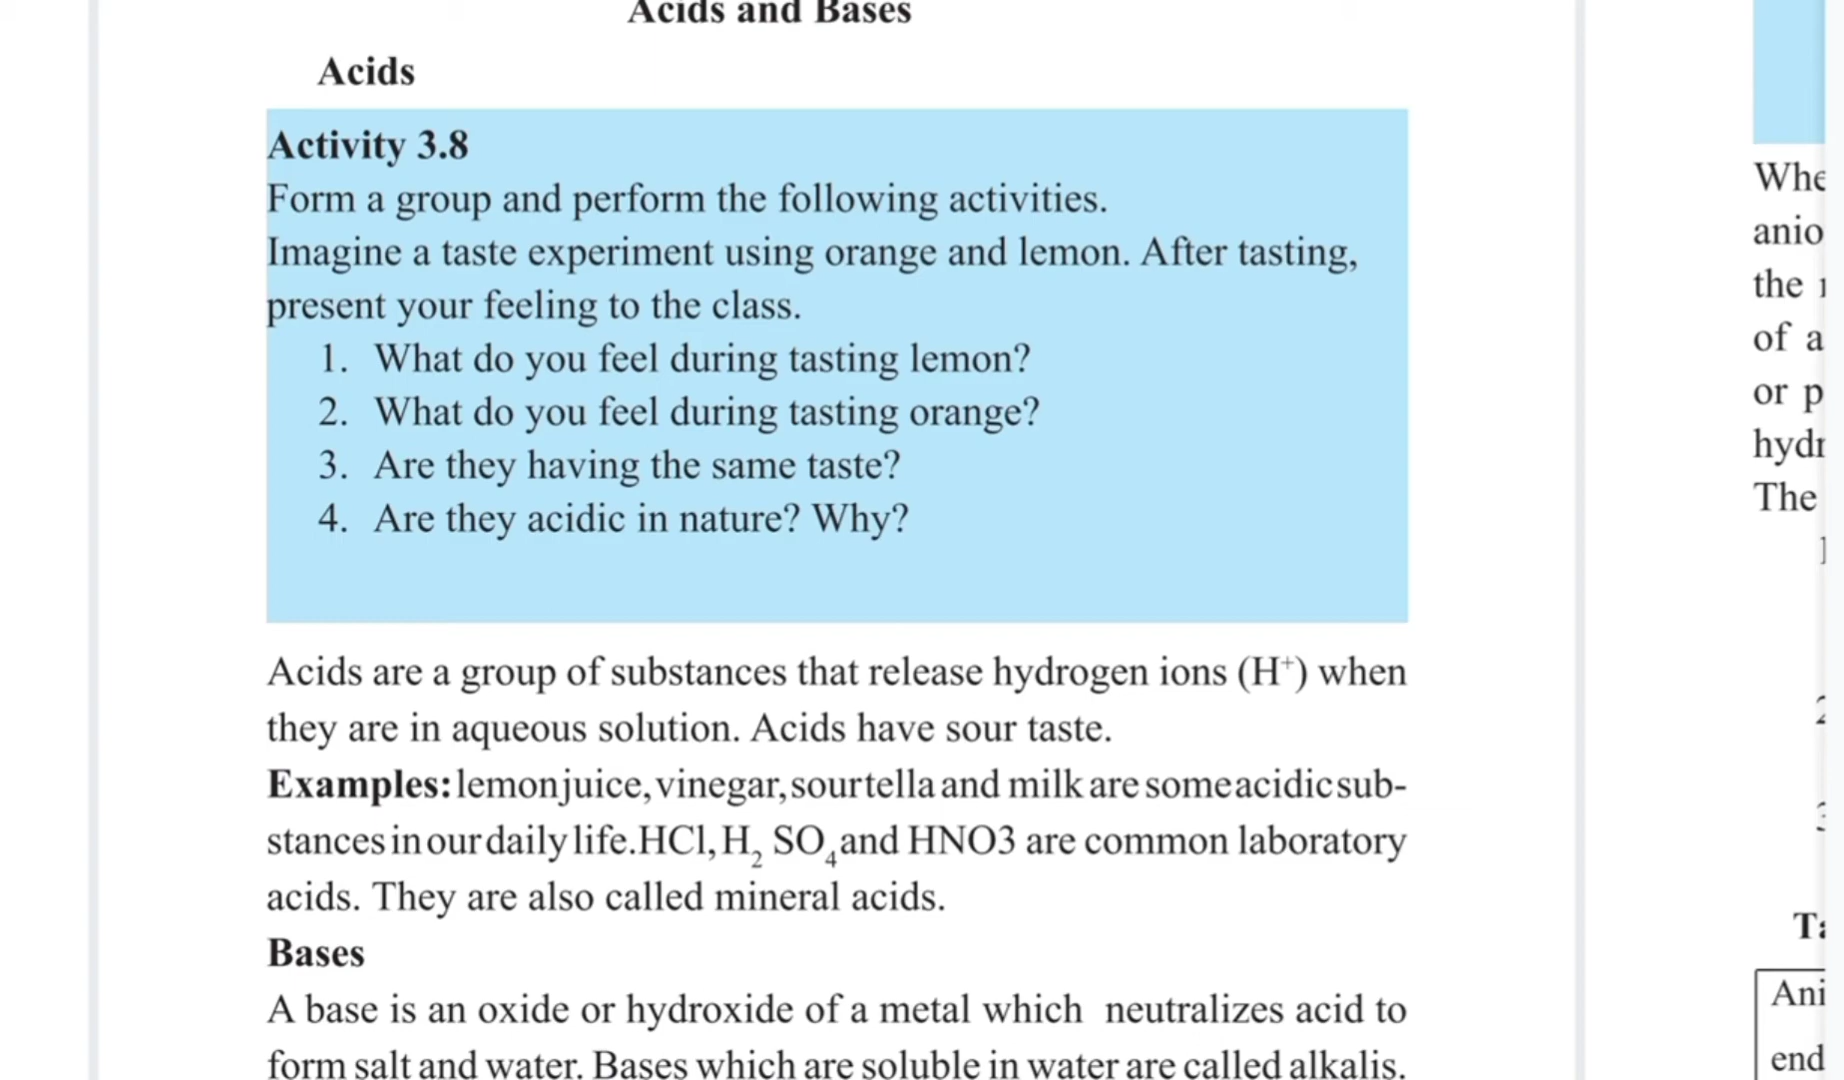 Acids and Bases
Acids
Activity 3.8
Form a group and perform the following activities.
Imagine a taste experiment using orange and lemon. After tasting,
present your feeling to the class.
1. What do you feel during tasting lemon?
2. What do you feel during tasting orange?
3. Are they having the same taste?
4. Are they acidic in nature? Why?
Acids are a group of substances that release hydrogen ions (H⁺) when
they are in aqueous solution. Acids have sour taste.
Examples: lemon juice, vinegar, sour tella and milk are some acidic sub-
stances in our daily life. HCl, H₂ SO₄ and HNO3 are common laboratory
acids. They are also called mineral acids.
Bases
A base is an oxide or hydroxide of a metal which neutralizes acid to
form salt and water. Bases which are soluble in water are called alkalis.
the
of a
or p
The
end